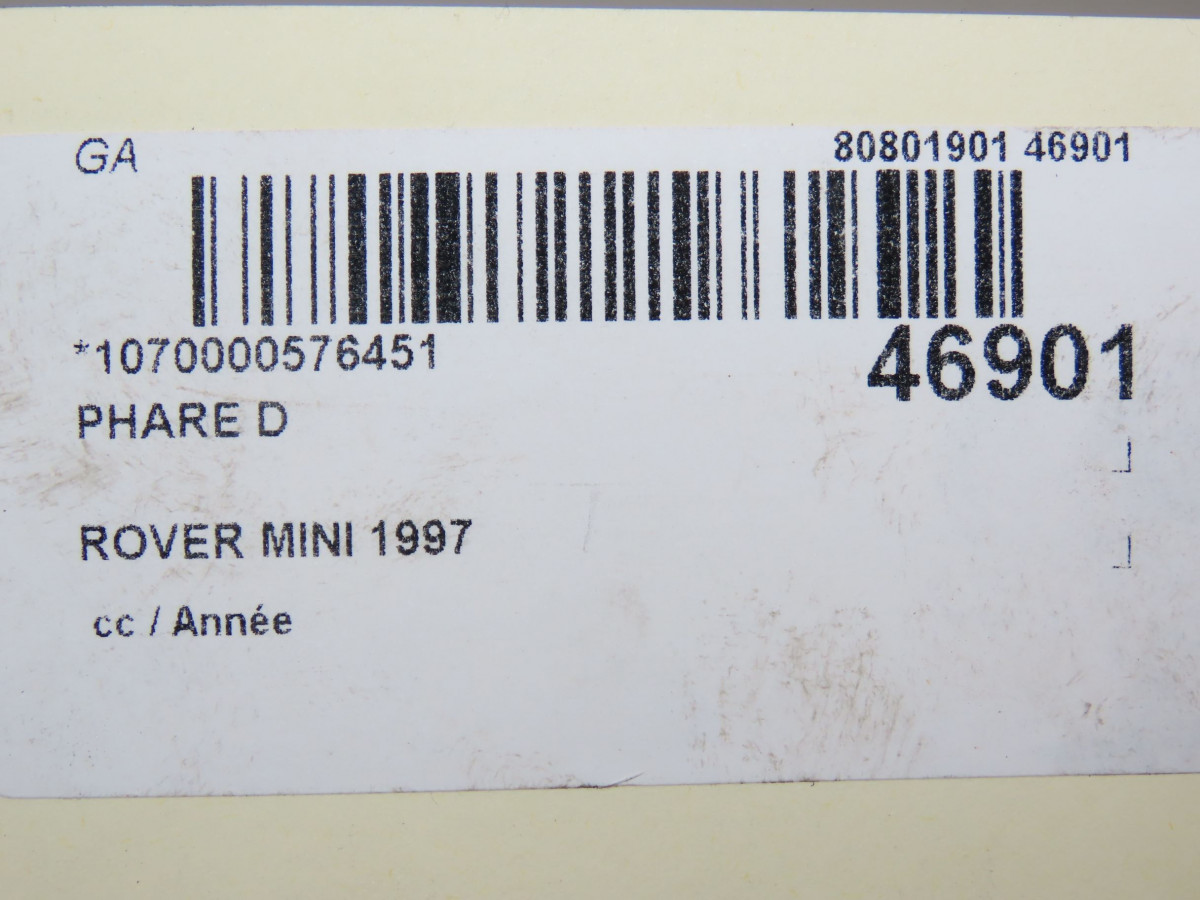 GA
80801901 46901
*1070000576451
46901
PHARE D
ROVER MINI 1997
cc / Année